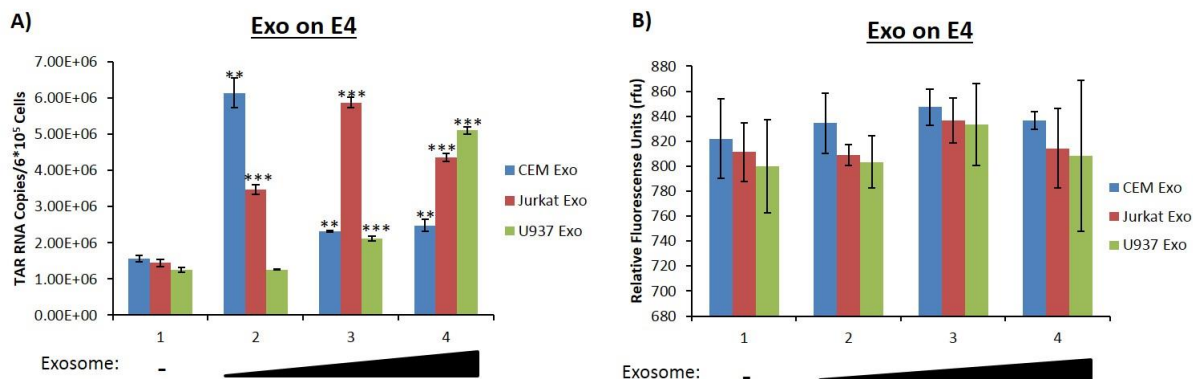 A)
Exo on E4
TAR RNA Copies/6*10⁵ Cells
7.00E+06
6.00E+06
5.00E+06
4.00E+06
3.00E+06
2.00E+06
1.00E+06
0.00E+00
** *** *** ** *** ** *** ***
CEM Exo
Jurkat Exo
U937 Exo
1 2 3 4
Exosome: -
B)
Exo on E4
Relative Fluorescense Units (rfu)
880
860
840
820
800
780
760
740
720
700
680
CEM Exo
Jurkat Exo
U937 Exo
1 2 3 4
Exosome: -